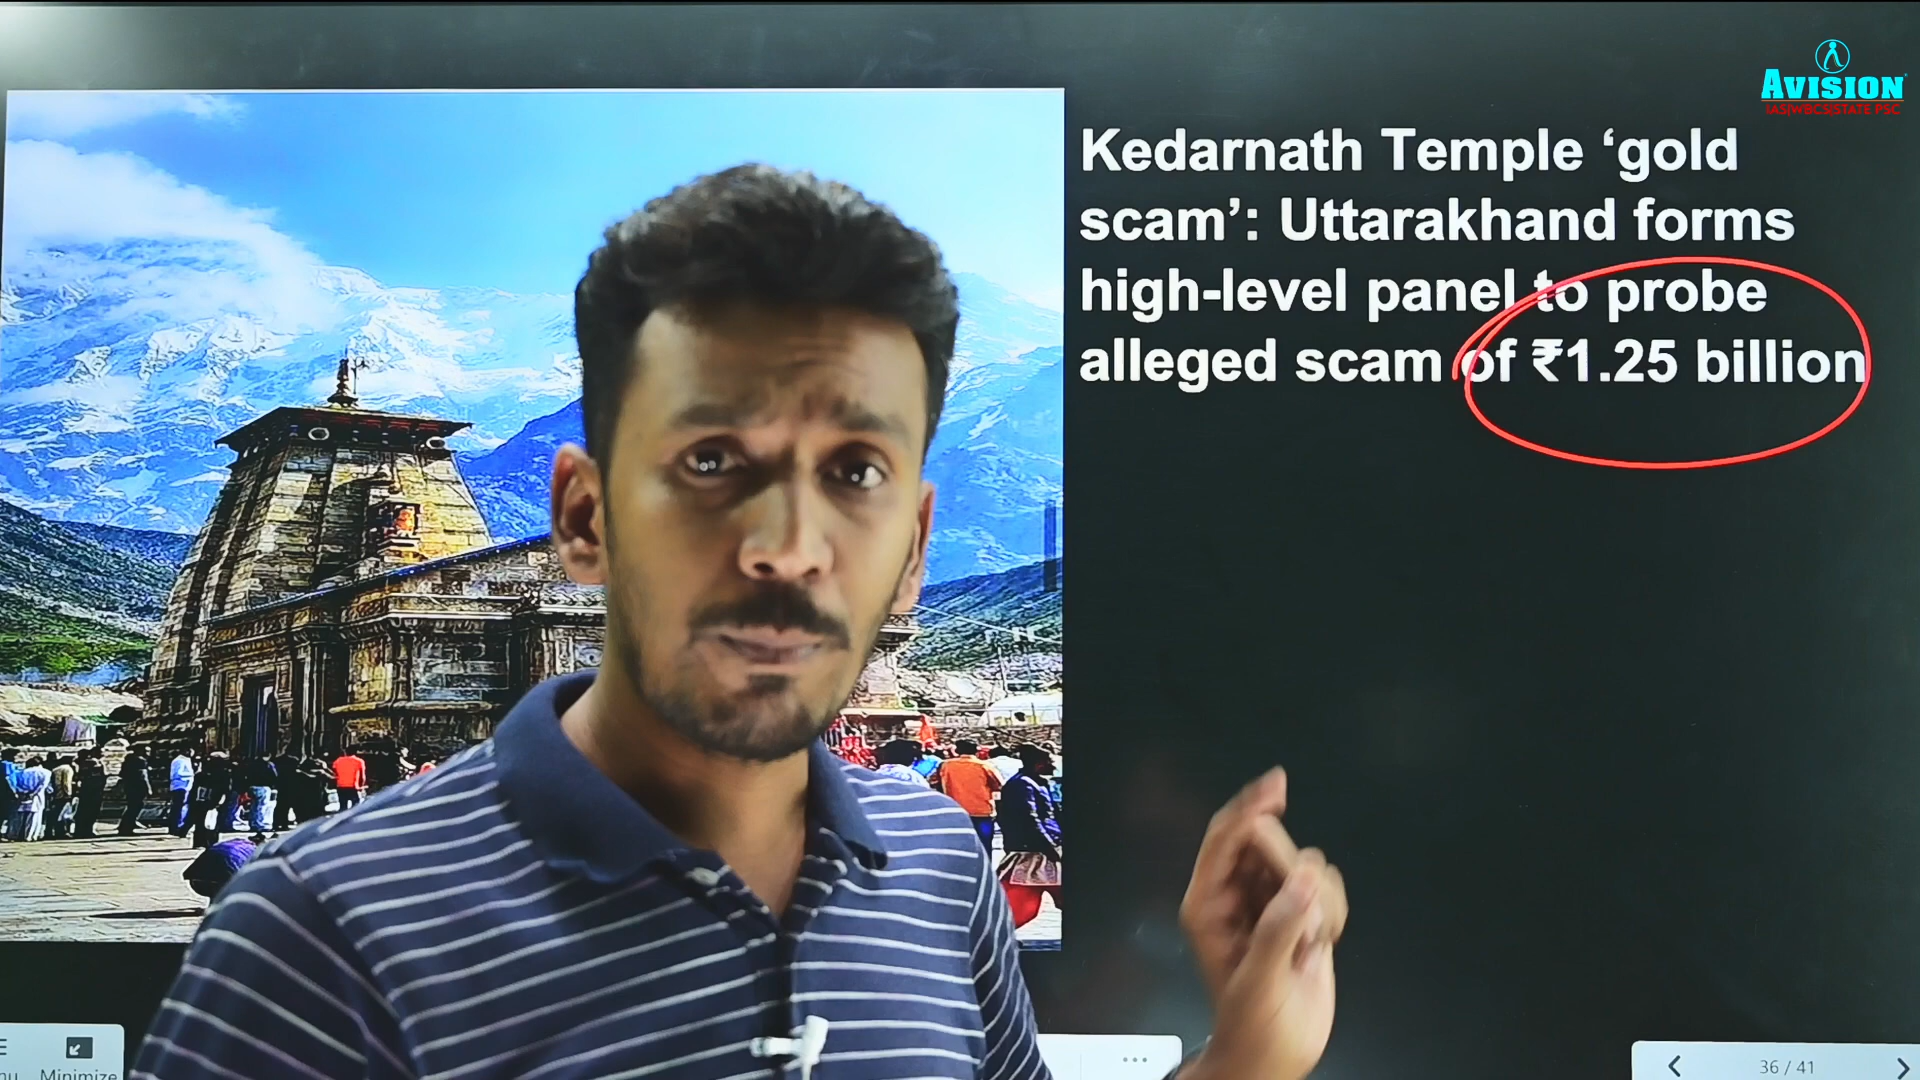 AVISION
IAS|WBCS|STATE PSC
Kedarnath Temple ‘gold
scam’: Uttarakhand forms
high-level panel to probe
alleged scam of ₹1.25 billion
Minimize
36 / 41